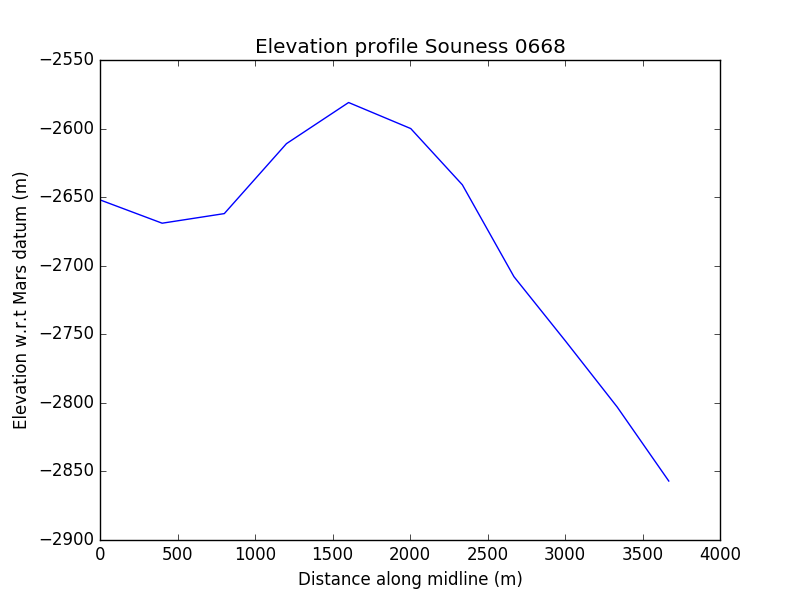 Elevation profile Souness 0668
−2550
−2600
−2650
−2700
−2750
−2800
−2850
−2900
Elevation w.r.t Mars datum (m)
0 500 1000 1500 2000 2500 3000 3500 4000
Distance along midline (m)